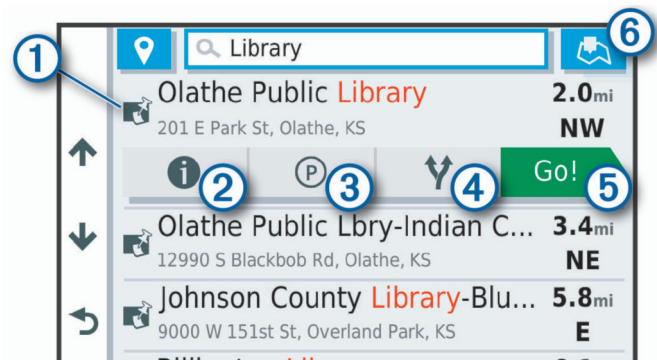 6
1
Library
Olathe Public Library 2.0mi
201 E Park St, Olathe, KS NW
i 2 P 3 4 Go! 5
Olathe Public Lbry-Indian C... 3.4mi
12990 S Blackbob Rd, Olathe, KS NE
Johnson County Library-Blu... 5.8mi
9000 W 151st St, Overland Park, KS E